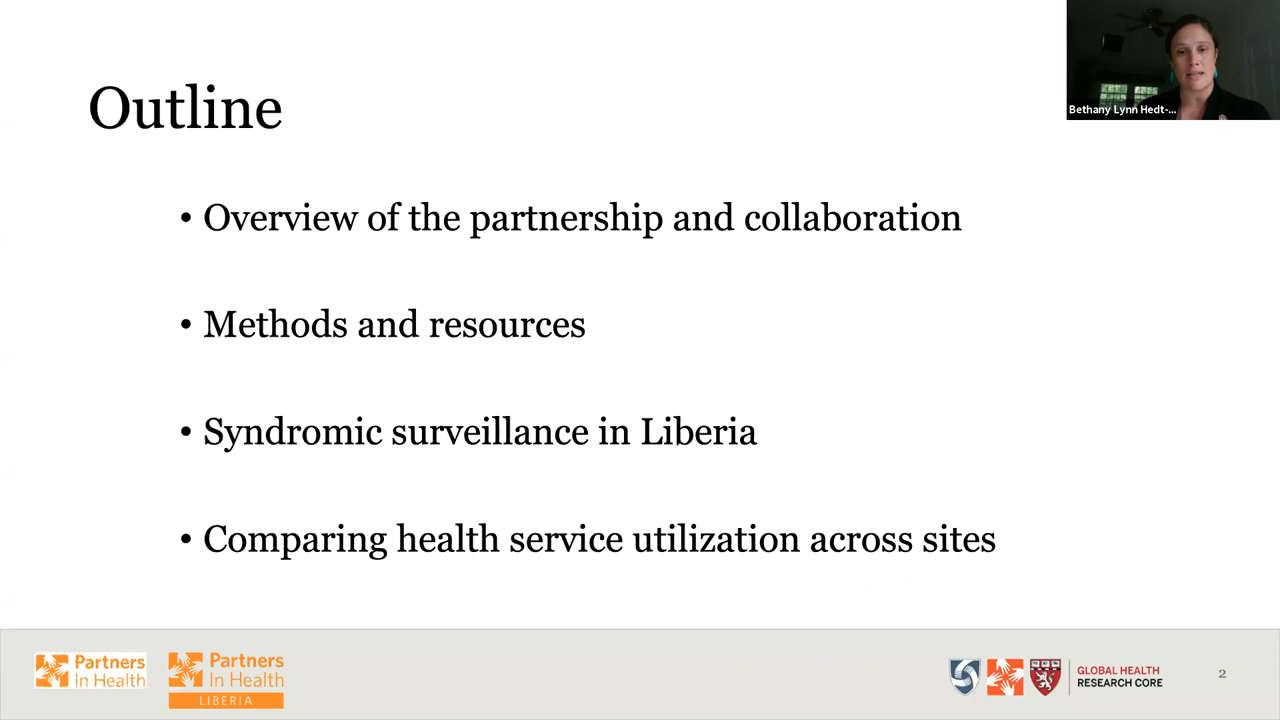 Outline
Bethany Lynn Hedt-...
• Overview of the partnership and collaboration
• Methods and resources
• Syndromic surveillance in Liberia
• Comparing health service utilization across sites
Partners
In Health
Partners
In Health
LIBERIA
GLOBAL HEALTH
RESEARCH CORE
2